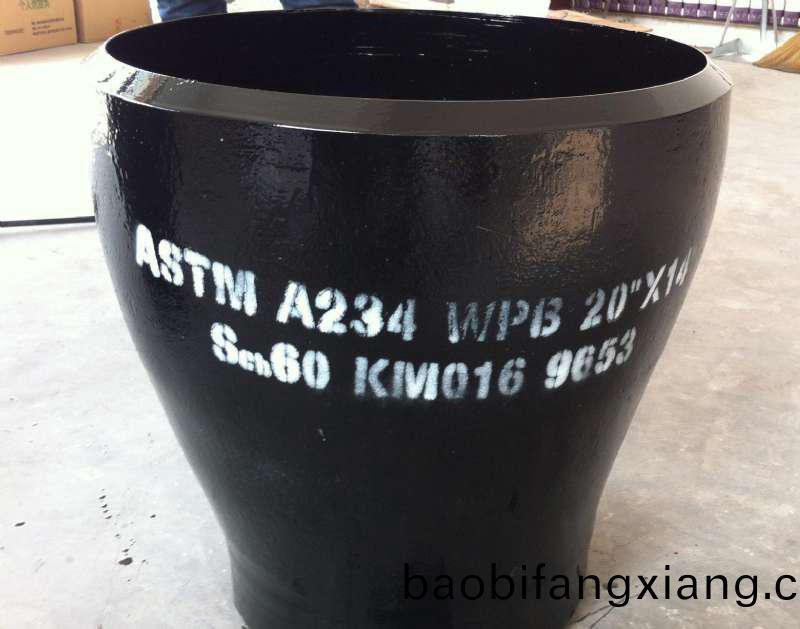 ASTM A234 WPB 20"X14
Sch60 KM016 9653
baobifangxiang.c